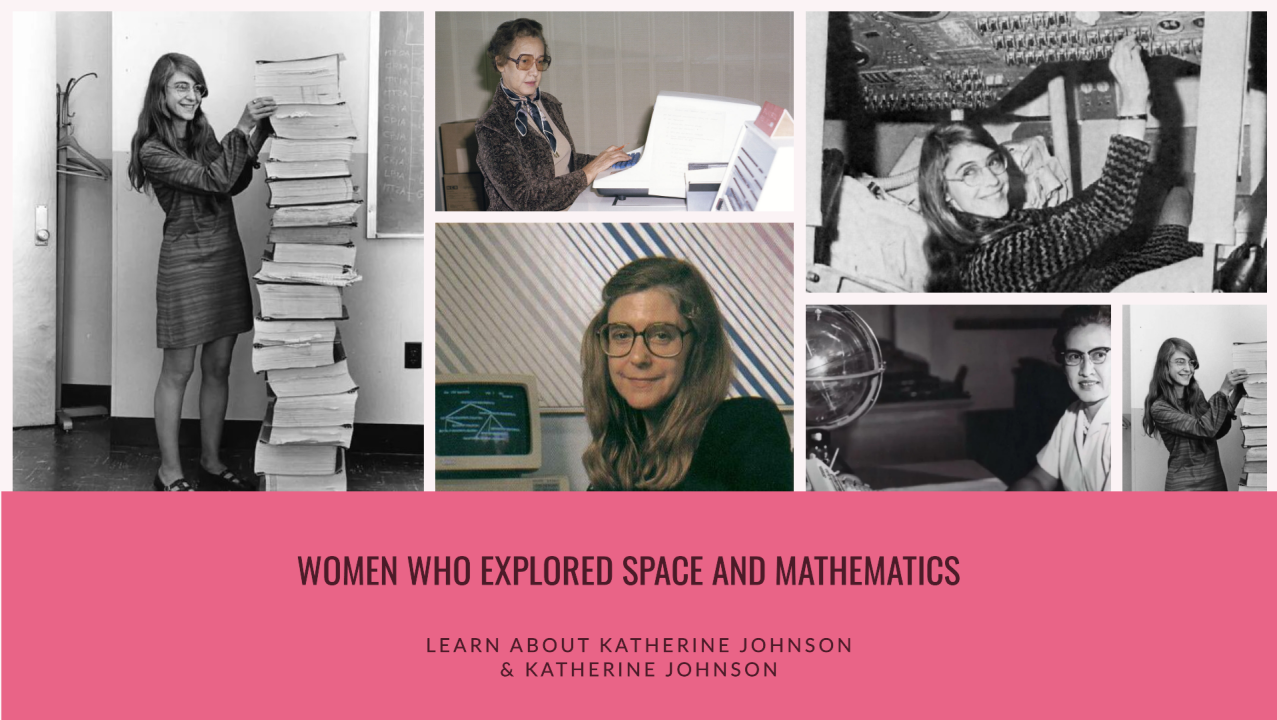 WOMEN WHO EXPLORED SPACE AND MATHEMATICS
LEARN ABOUT KATHERINE JOHNSON
& KATHERINE JOHNSON